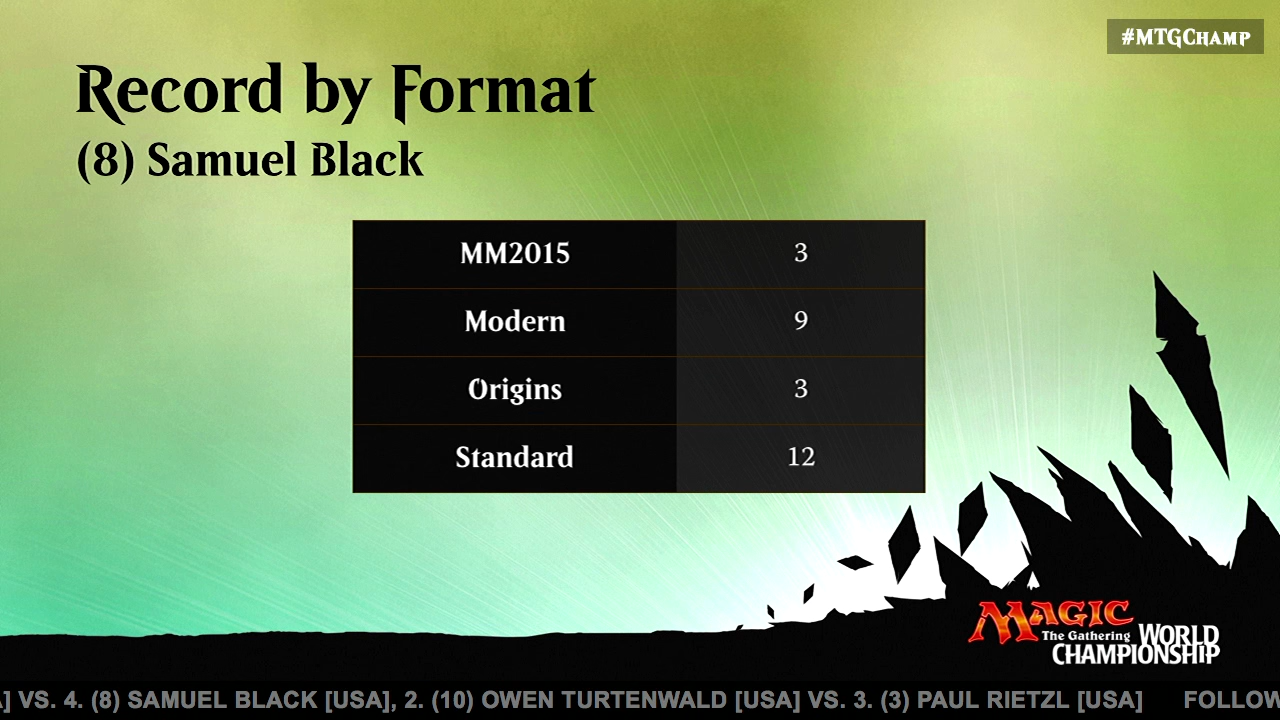 #MTGChamp
Record by Format
(8) Samuel Black
MM2015 3
Modern 9
Origins 3
Standard 12
Magic
The Gathering WORLD
CHAMPIONSHIP
] VS. 4. (8) SAMUEL BLACK [USA], 2. (10) OWEN TURTENWALD [USA] VS. 3. (3) PAUL RIETZL [USA] FOLLOW